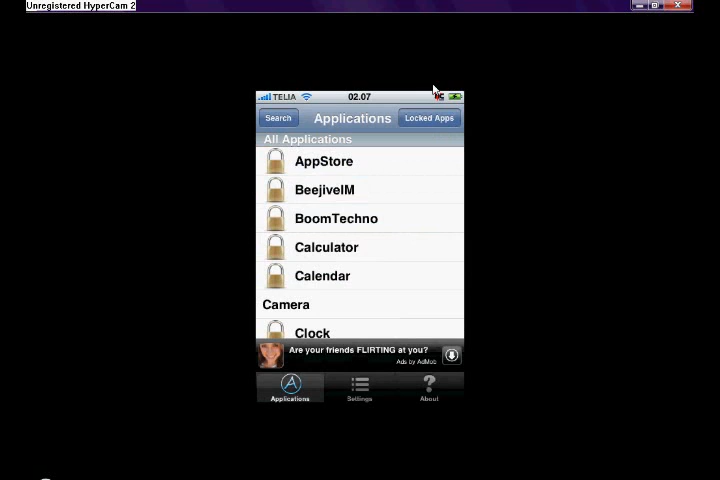 Unregistered HyperCam 2
TELIA 02.07
Search Applications Locked Apps
All Applications
AppStore
BeejiveIM
BoomTechno
Calculator
Calendar
Camera
Clock
Are your friends FLIRTING at you?
Ads by AdMob
Applications Settings About